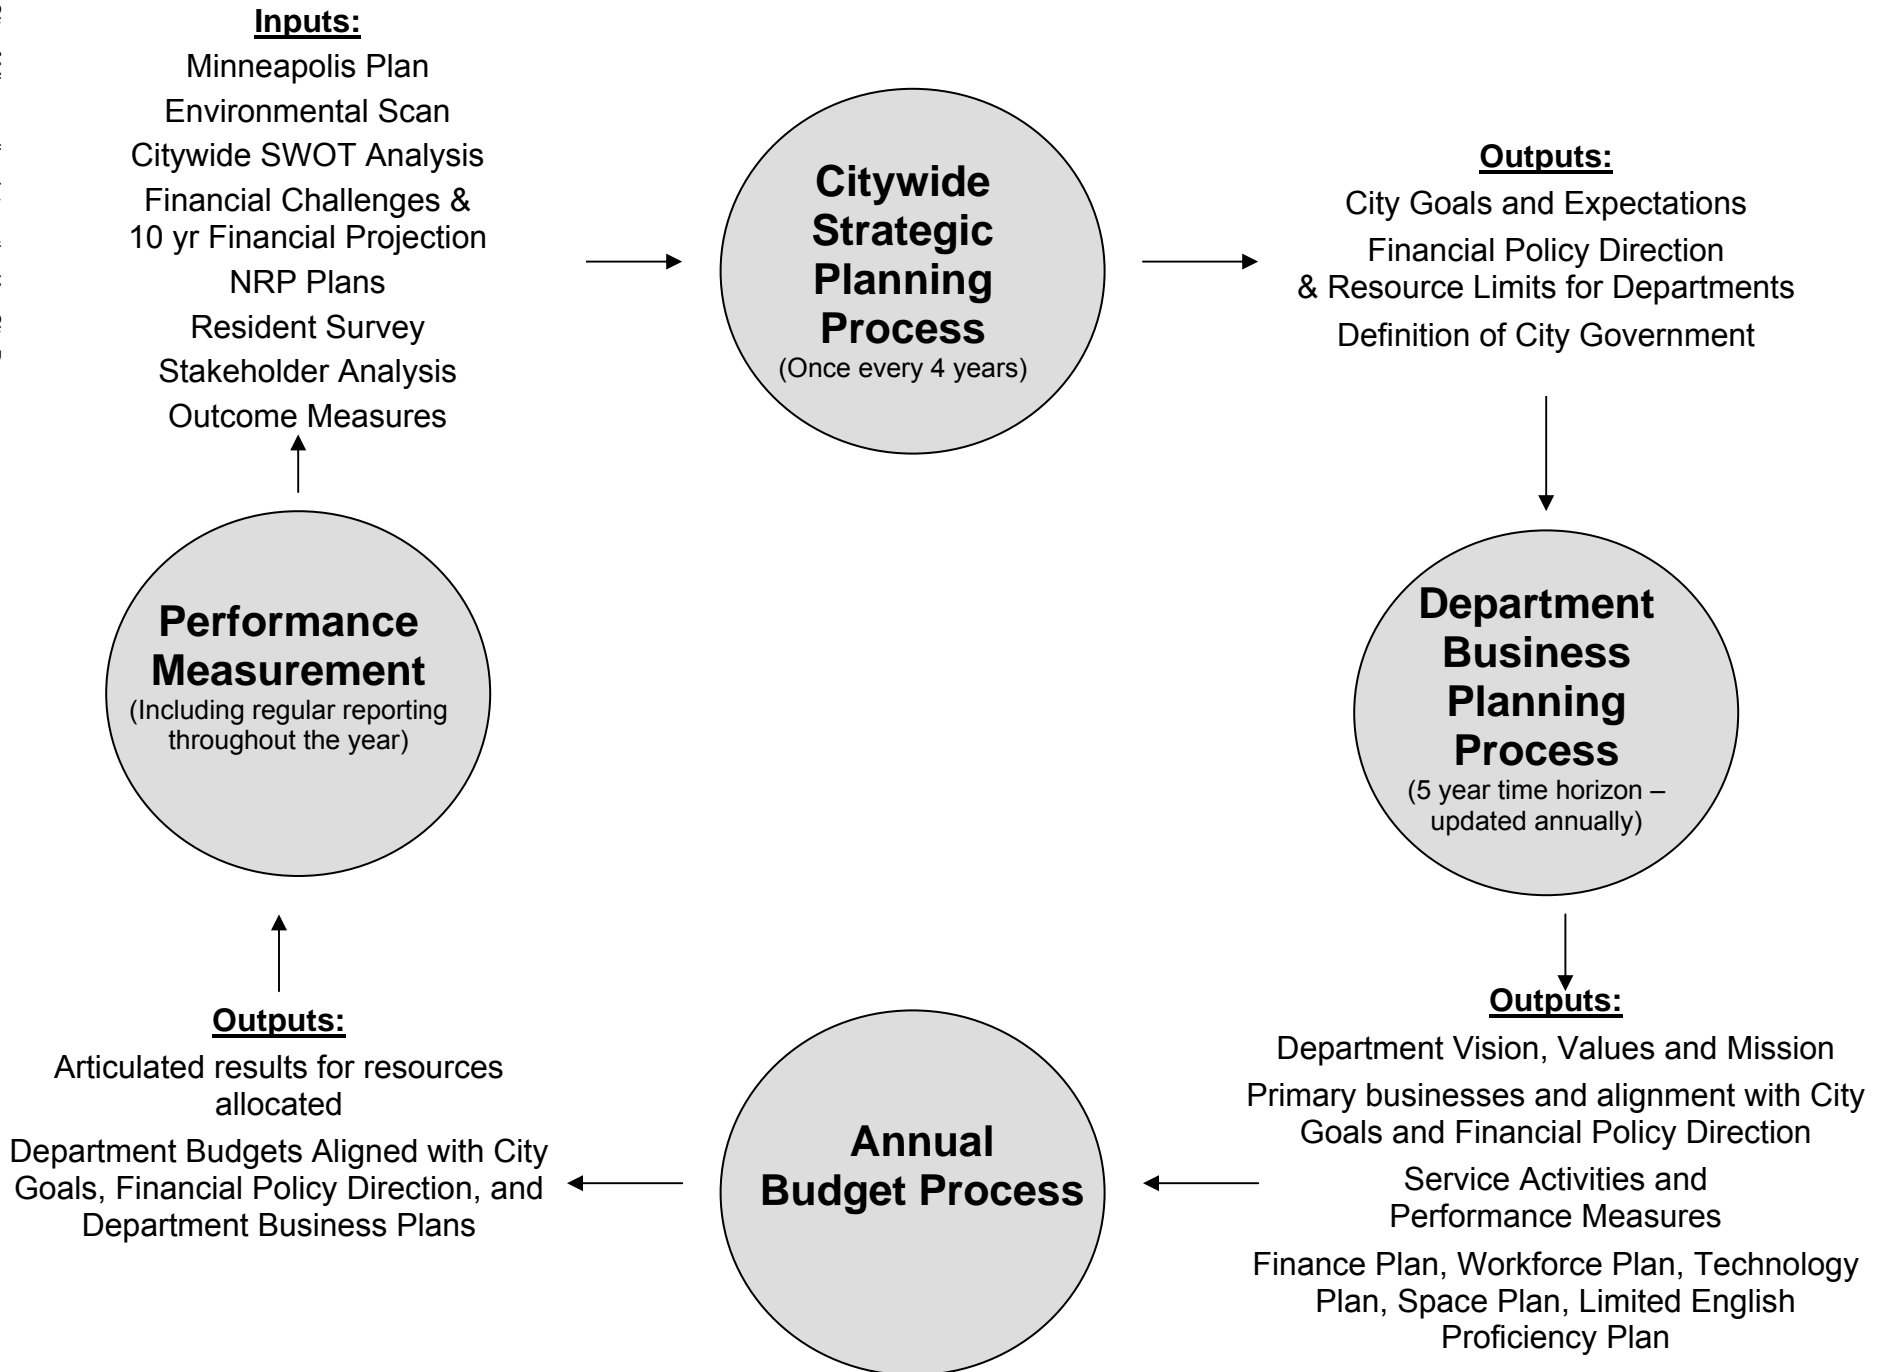 Inputs:
Minneapolis Plan
Environmental Scan
Citywide SWOT Analysis
Financial Challenges &
10 yr Financial Projection
NRP Plans
Resident Survey
Stakeholder Analysis
Outcome Measures
Citywide
Strategic
Planning
Process
(Once every 4 years)
Outputs:
City Goals and Expectations
Financial Policy Direction
& Resource Limits for Departments
Definition of City Government
Department
Business
Planning
Process
(5 year time horizon –
updated annually)
Outputs:
Department Vision, Values and Mission
Primary businesses and alignment with City
Goals and Financial Policy Direction
Service Activities and
Performance Measures
Finance Plan, Workforce Plan, Technology
Plan, Space Plan, Limited English
Proficiency Plan
Annual
Budget Process
Outputs:
Articulated results for resources
allocated
Department Budgets Aligned with City
Goals, Financial Policy Direction, and
Department Business Plans
Performance
Measurement
(Including regular reporting
throughout the year)